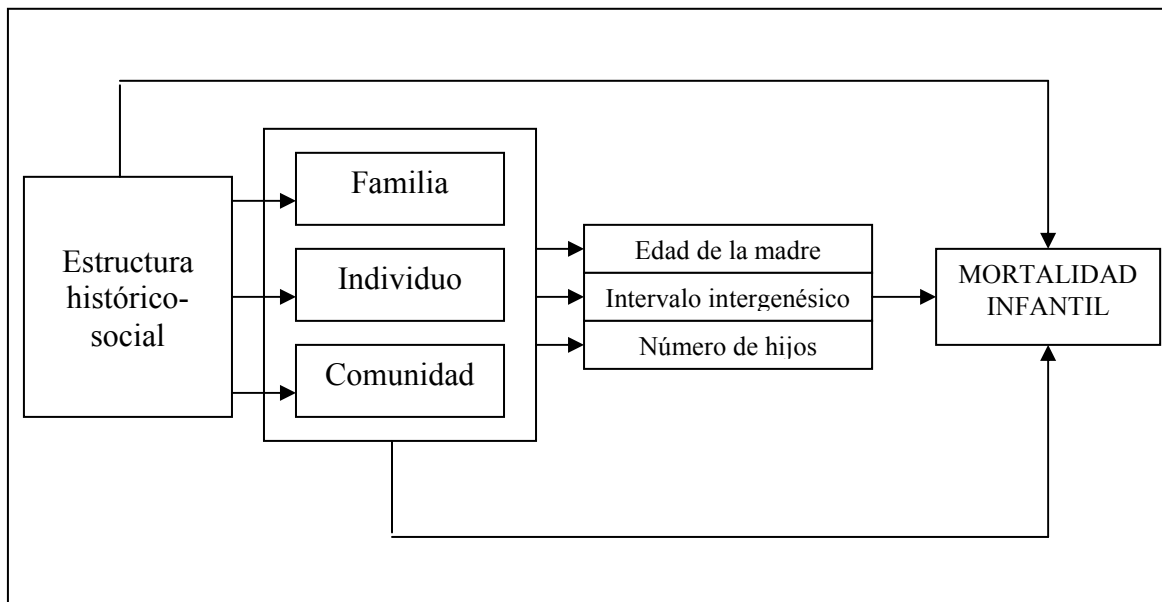 Estructura
histórico-
social
Familia
Individuo
Comunidad
Edad de la madre
Intervalo intergenésico
Número de hijos
MORTALIDAD
INFANTIL